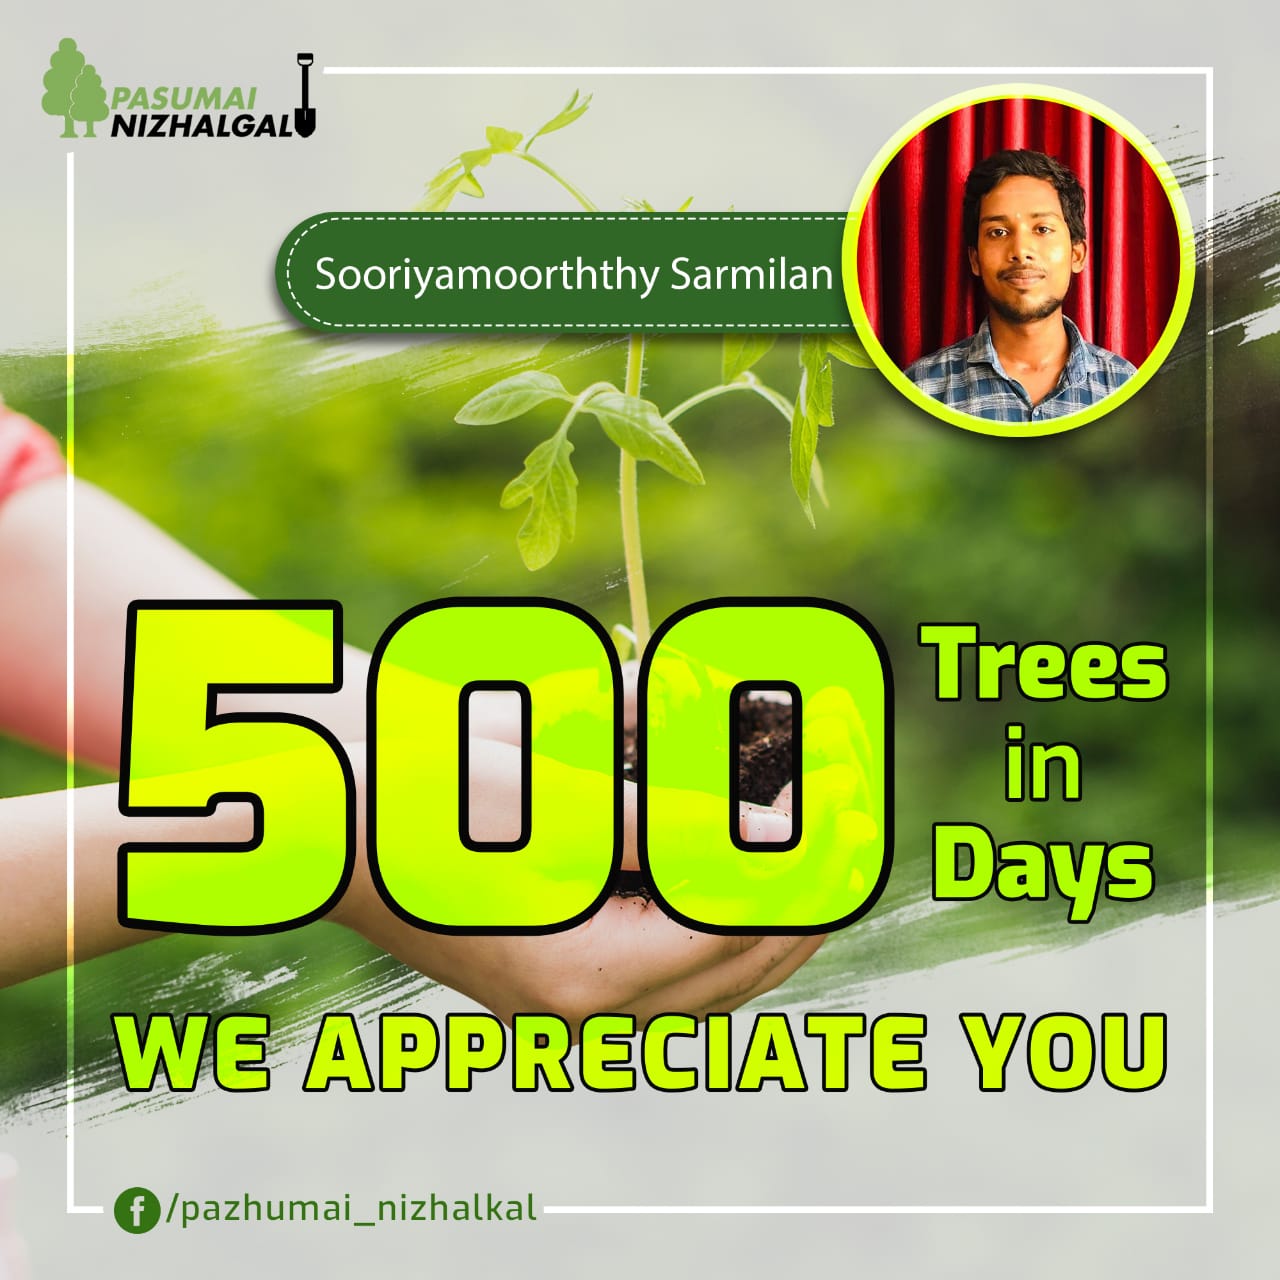 PASUMAI
NIZHALGAL
Sooriyamoorththy Sarmilan
500
Trees
in
Days
WE APPRECIATE YOU
/pazhumai_nizhalkal